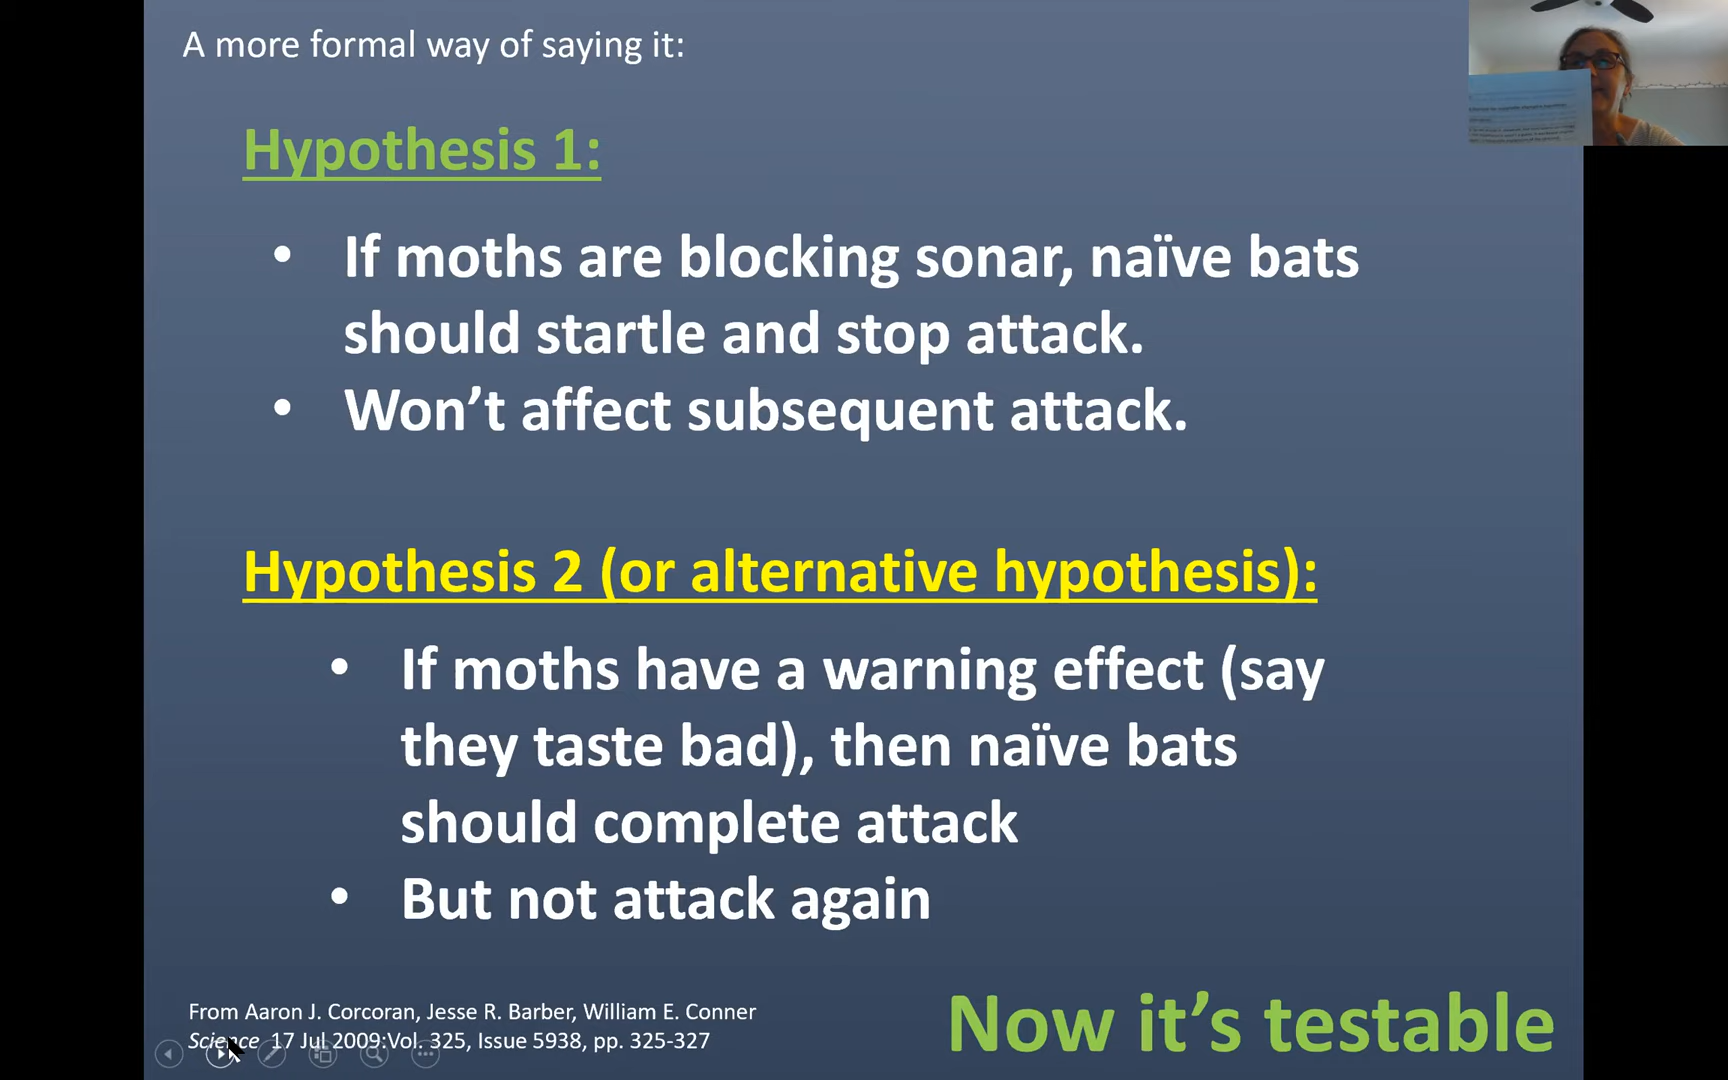 A more formal way of saying it:
Hypothesis 1:
• If moths are blocking sonar, naïve bats
should startle and stop attack.
• Won't affect subsequent attack.
Hypothesis 2 (or alternative hypothesis):
• If moths have a warning effect (say
they taste bad), then naïve bats
should complete attack
• But not attack again
From Aaron J. Corcoran, Jesse R. Barber, William E. Conner
Science 17 Jul 2009:Vol. 325, Issue 5938, pp. 325-327
Now it's testable